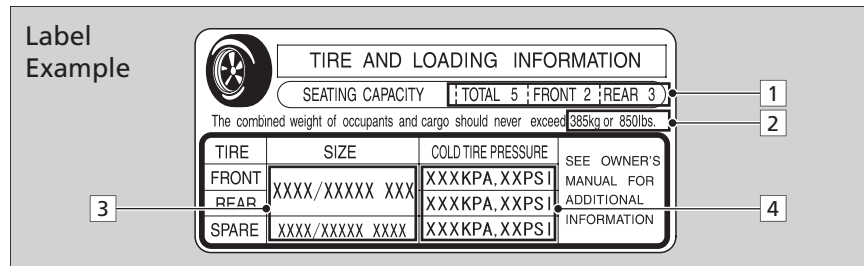 Label
Example
TIRE AND LOADING INFORMATION
SEATING CAPACITY TOTAL 5 FRONT 2 REAR 3
1
The combined weight of occupants and cargo should never exceed 385kg or 850lbs.
2
TIRE SIZE COLD TIRE PRESSURE
SEE OWNER'S
MANUAL FOR
ADDITIONAL
INFORMATION
FRONT XXXX/XXXXX XXX XXXKPA,XXPSI
REAR XXXKPA,XXPSI
3
4
SPARE XXXX/XXXXX XXXX XXXKPA,XXPSI